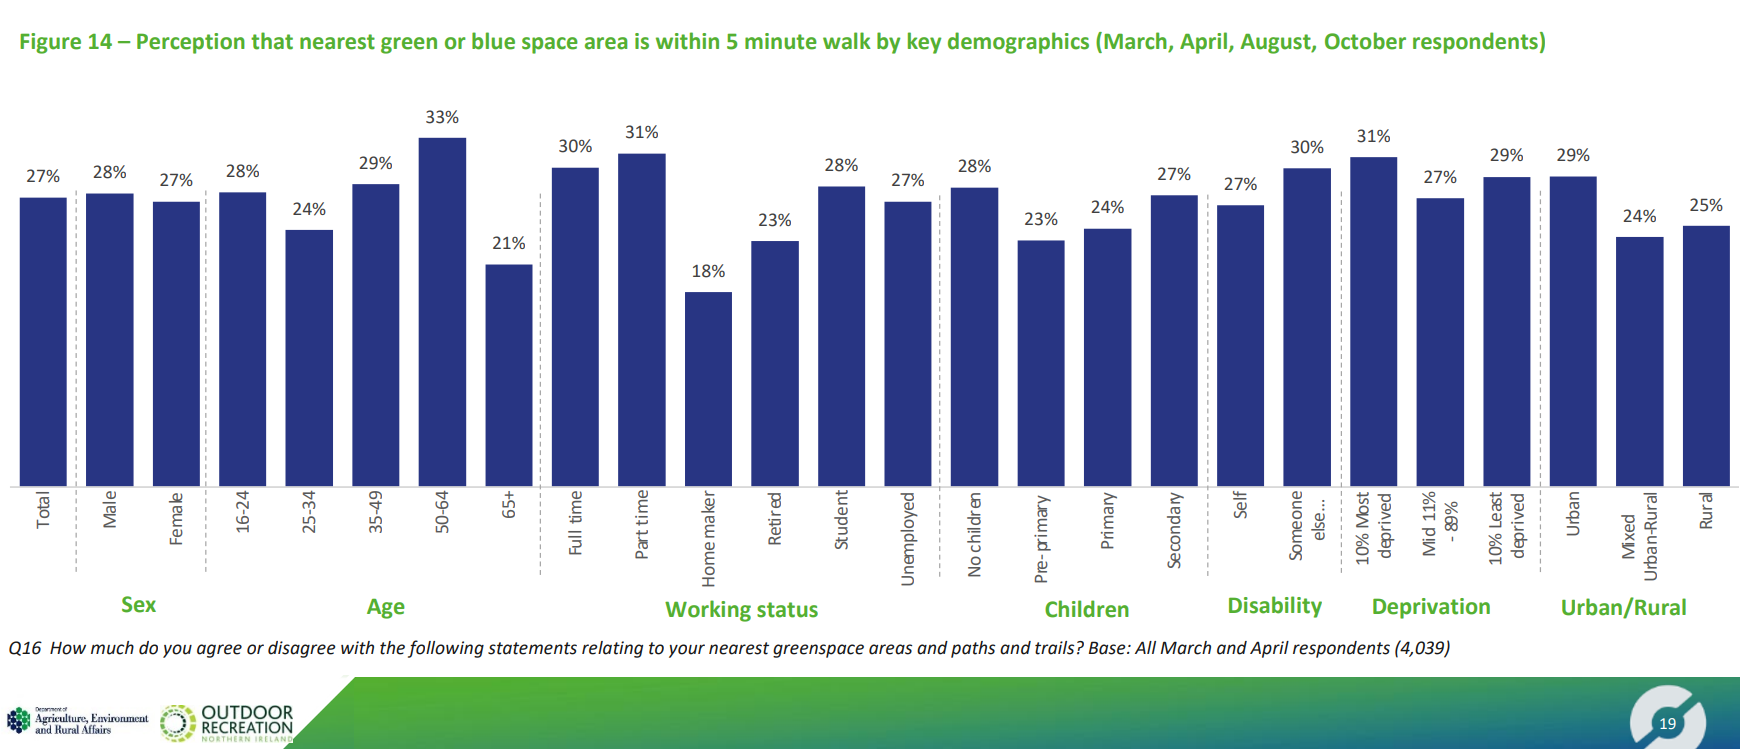 Figure 14 – Perception that nearest green or blue space area is within 5 minute walk by key demographics (March, April, August, October respondents)
27%
28%
27%
28%
24%
29%
33%
21%
30%
31%
18%
23%
28%
27%
28%
23%
24%
27%
27%
30%
31%
27%
29%
29%
24%
25%
Total
Male
Female
16-24
25-34
35-49
50-64
65+
Full time
Part time
Home maker
Retired
Student
Unemployed
No children
Pre-primary
Primary
Secondary
Self
Someone
else...
10% Most
deprived
Mid 11%
- 89%
10% Least
deprived
Urban
Mixed
Urban-Rural
Rural
Sex
Age
Working status
Children
Disability
Deprivation
Urban/Rural
Q16 How much do you agree or disagree with the following statements relating to your nearest greenspace areas and paths and trails? Base: All March and April respondents (4,039)
Department of
Agriculture, Environment
and Rural Affairs
OUTDOOR
RECREATION
NORTHERN IRELAND
19